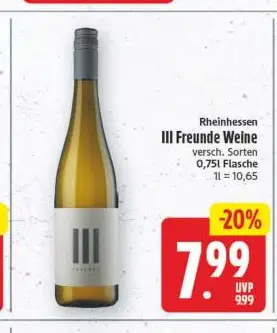 Rheinhessen
III Freunde Weine
versch. Sorten
0,75l Flasche
1l = 10,65
-20%
7.99
UVP
9.99
III